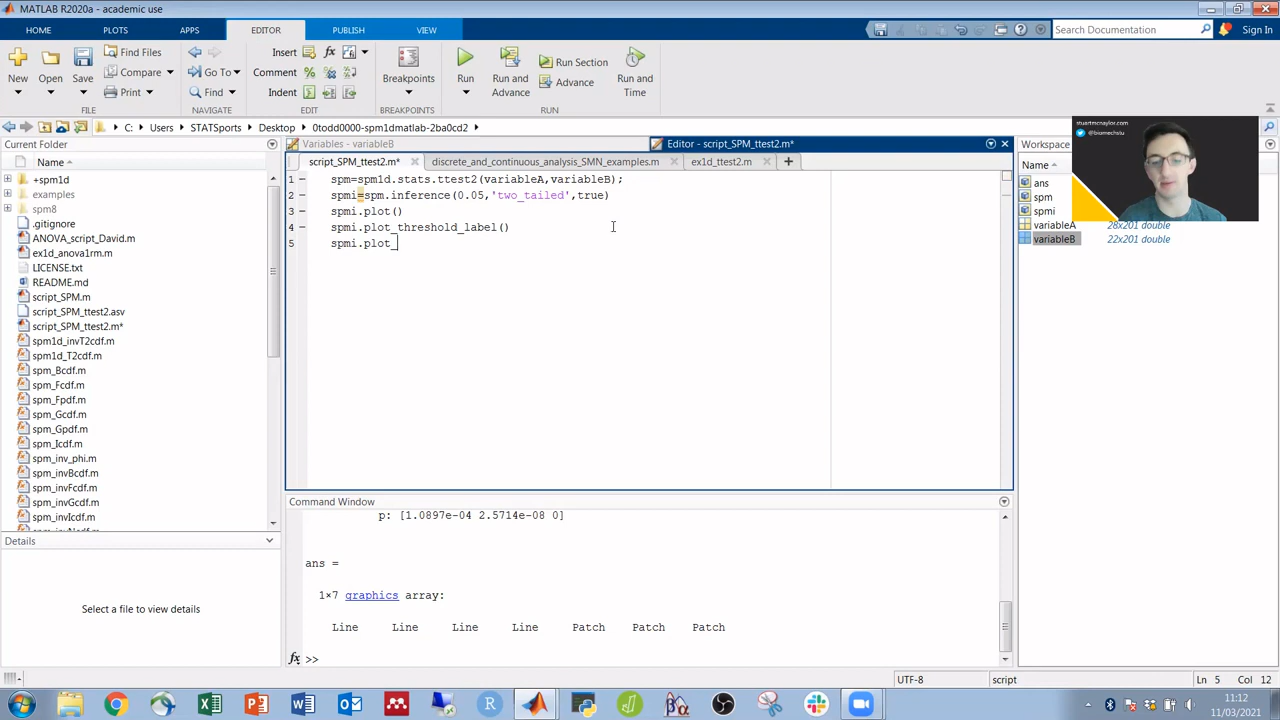 MATLAB R2020a - academic use
HOME
PLOTS
APPS
EDITOR
PUBLISH
VIEW
Search Documentation
Sign In
New
Open
Save
Find Files
Compare
Print
FILE
Go To
Find
NAVIGATE
Insert
fx
Comment
Indent
EDIT
Breakpoints
BREAKPOINTS
Run
Run and
Advance
Run Section
Advance
Run and
Time
RUN
C: Users STATSports Desktop 0todd0000-spm1dmatlab-2ba0cd2
Current Folder
Name
+spm1d
examples
spm8
.gitignore
ANOVA_script_David.m
ex1d_anova1rm.m
LICENSE.txt
README.md
script_SPM.m
script_SPM_ttest2.asv
script_SPM_ttest2.m*
spm1d_invT2cdf.m
spm1d_T2cdf.m
spm_Bcdf.m
spm_Fcdf.m
spm_Fpdf.m
spm_Gcdf.m
spm_Icdf.m
spm_inv_phi.m
spm_invBcdf.m
spm_invFcdf.m
spm_invGcdf.m
spm_invIcdf.m
Details
Select a file to view details
Variables - variableB
Editor - script_SPM_ttest2.m*
script_SPM_ttest2.m*
discrete_and_continuous_analysis_SMN_examples.m
ex1d_ttest2.m
1 - spm=spm1d.stats.ttest2(variableA,variableB);
2 - spmi=spm.inference(0.05,'two_tailed',true)
3 - spmi.plot()
4 - spmi.plot_threshold_label()
5 - spmi.plot_
Command Window
p: [1.0897e-04 2.5714e-08 0]
ans =
1×7 graphics array:
Line Line Line Line Patch Patch Patch
fx >>
Workspace
Name
ans
spm
spmi
variableA 28x201 double
variableB 22x201 double
stuartmcnaylor.com
@biomechstu
UTF-8
script
Ln 5 Col 12
11:12
11/03/2021